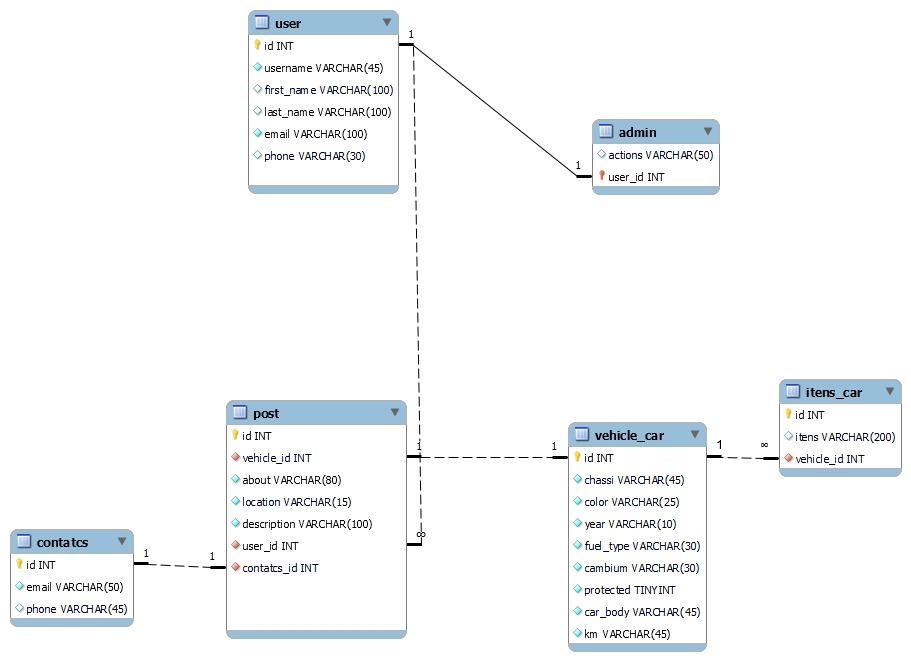 user
id INT
username VARCHAR(45)
first_name VARCHAR(100)
last_name VARCHAR(100)
email VARCHAR(100)
phone VARCHAR(30)
1
admin
actions VARCHAR(50)
user_id INT
1
post
id INT
vehicle_id INT
about VARCHAR(80)
location VARCHAR(15)
description VARCHAR(100)
user_id INT
contatcs_id INT
1
∞
1
vehicle_car
id INT
chassi VARCHAR(45)
color VARCHAR(25)
year VARCHAR(10)
fuel_type VARCHAR(30)
cambium VARCHAR(30)
protected TINYINT
car_body VARCHAR(45)
km VARCHAR(45)
1
∞
itens_car
id INT
itens VARCHAR(200)
vehicle_id INT
contatcs
id INT
email VARCHAR(50)
phone VARCHAR(45)
1
1